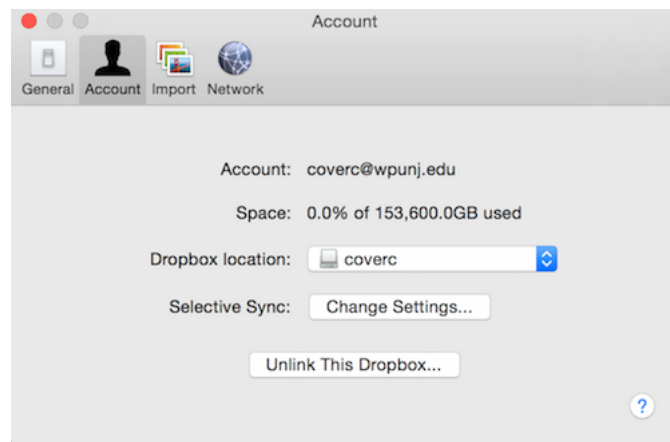 Account
General Account Import Network
Account: coverc@wpunj.edu
Space: 0.0% of 153,600.0GB used
Dropbox location: coverc
Selective Sync: Change Settings...
Unlink This Dropbox...
?